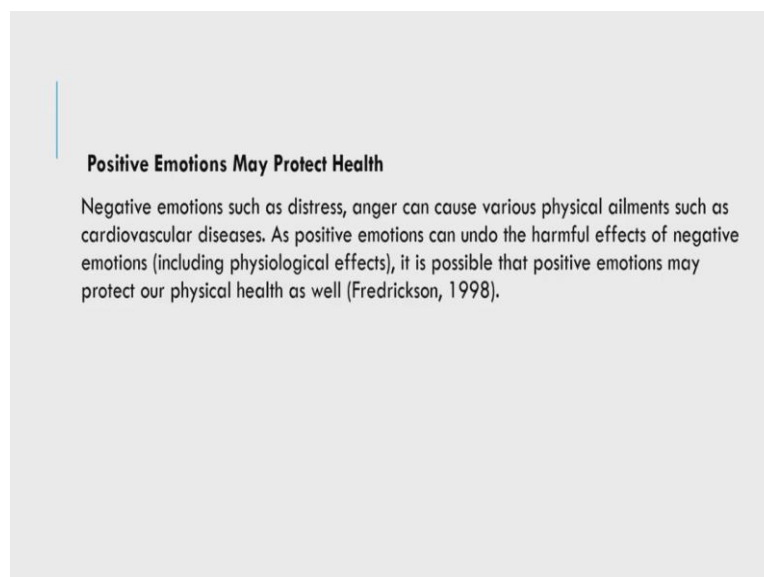 Positive Emotions May Protect Health
Negative emotions such as distress, anger can cause various physical ailments such as
cardiovascular diseases. As positive emotions can undo the harmful effects of negative
emotions (including physiological effects), it is possible that positive emotions may
protect our physical health as well (Fredrickson, 1998).